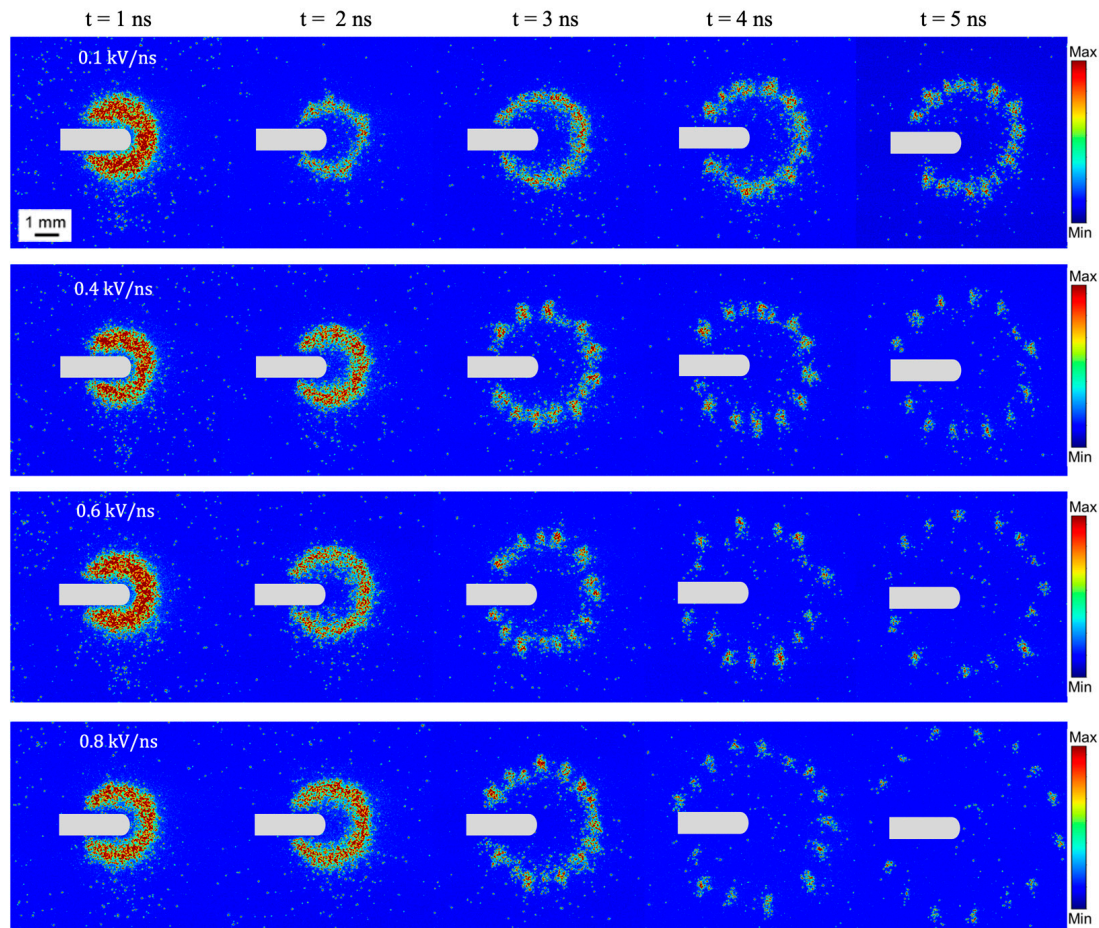 t = 1 ns t = 2 ns t = 3 ns t = 4 ns t = 5 ns
0.1 kV/ns
Max
1 mm
Min
0.4 kV/ns
Max
Min
0.6 kV/ns
Max
Min
0.8 kV/ns
Max
Min